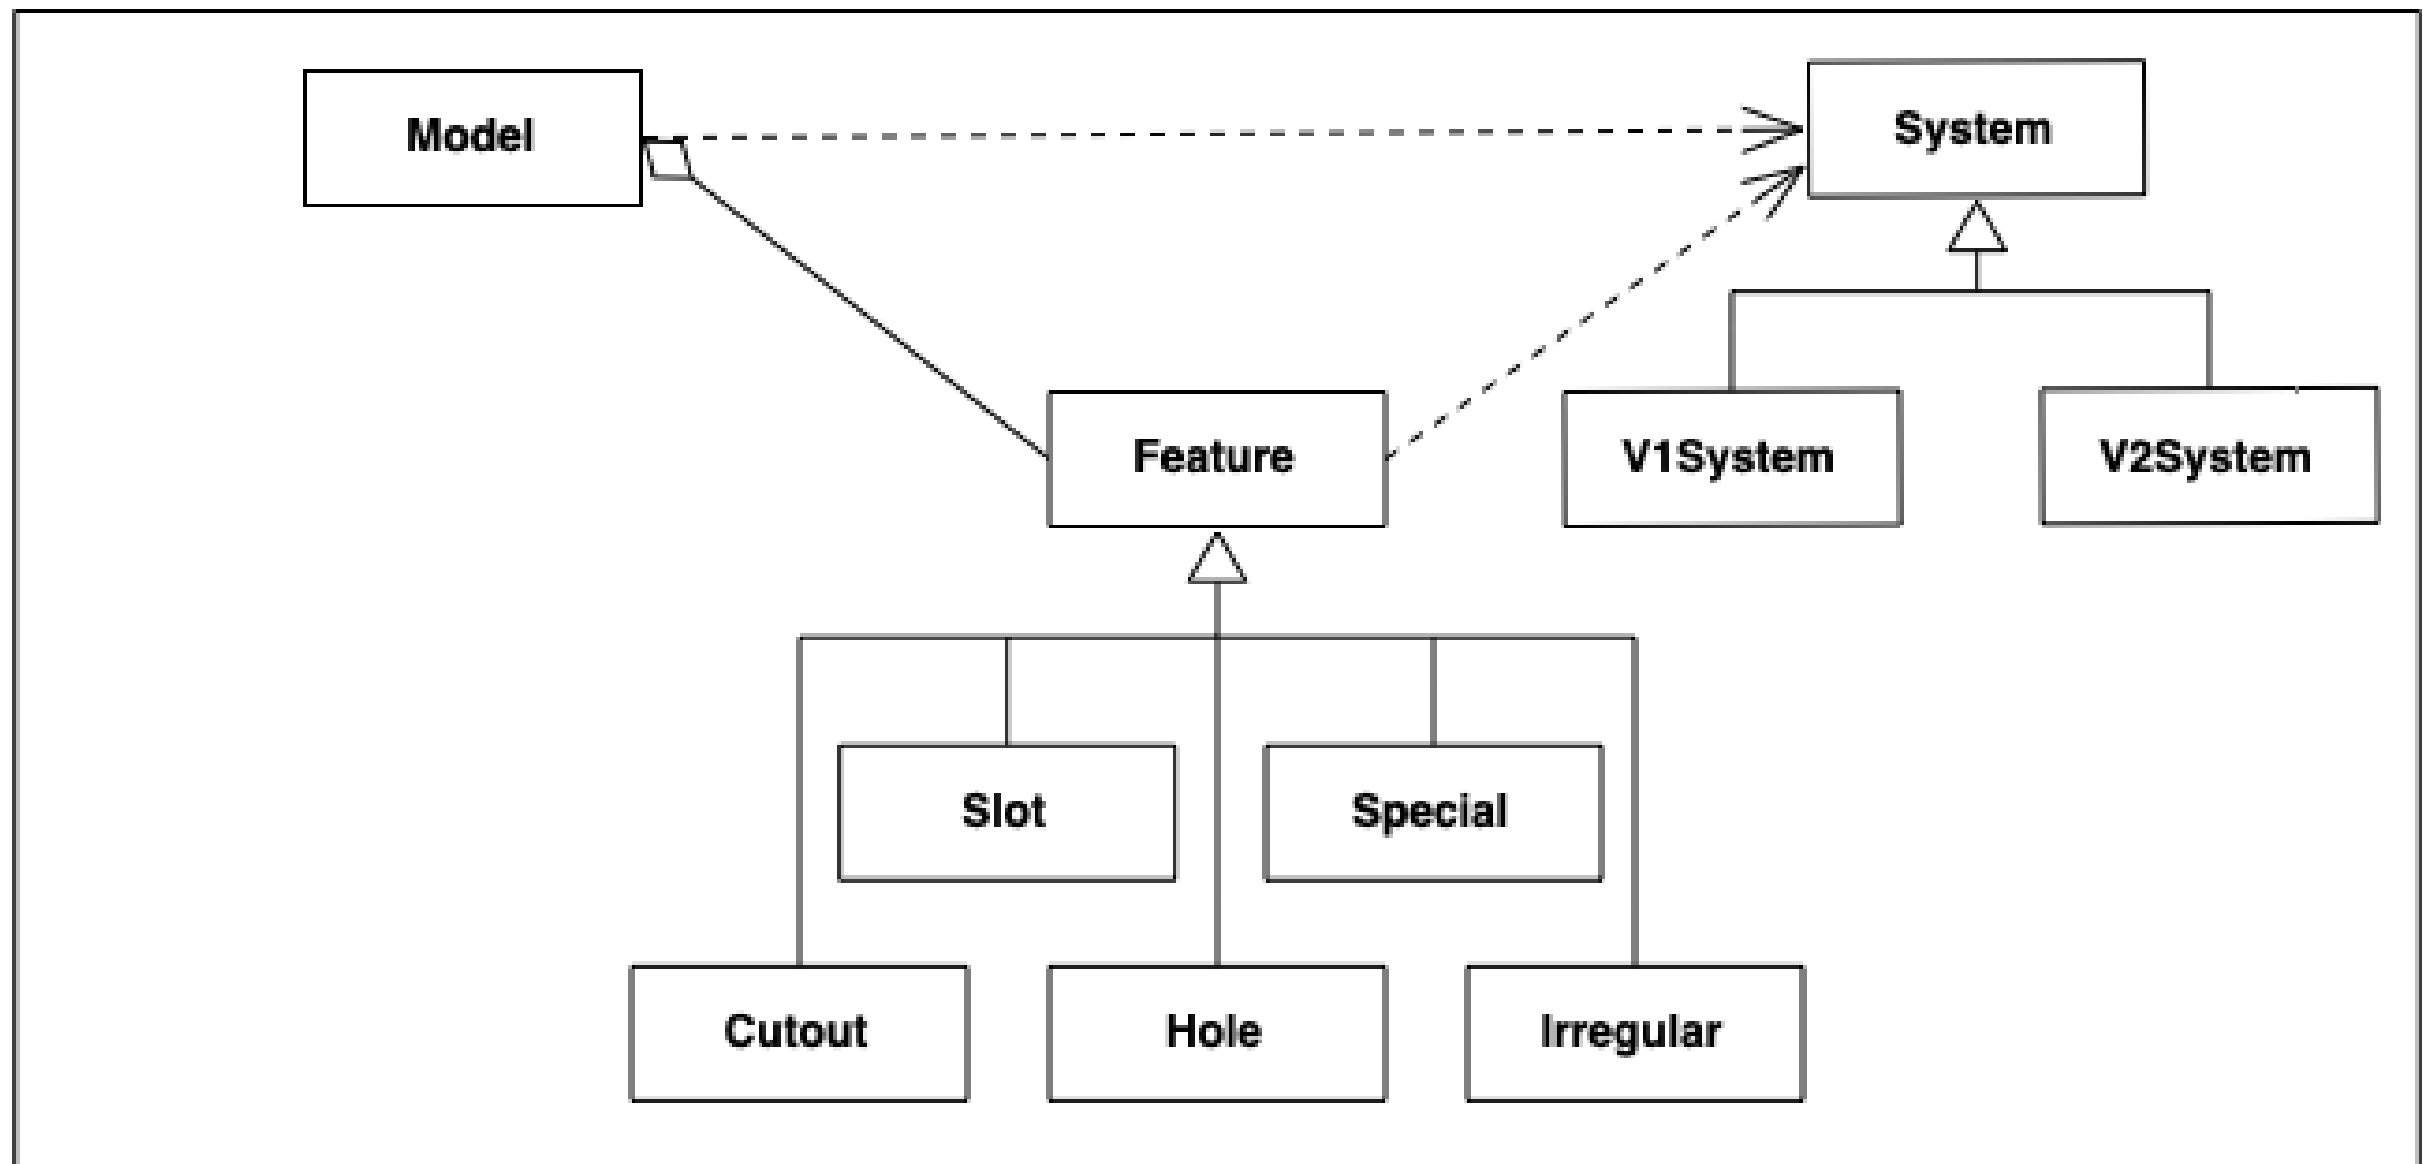 Model
System
Feature
V1System
V2System
Slot
Special
Cutout
Hole
Irregular